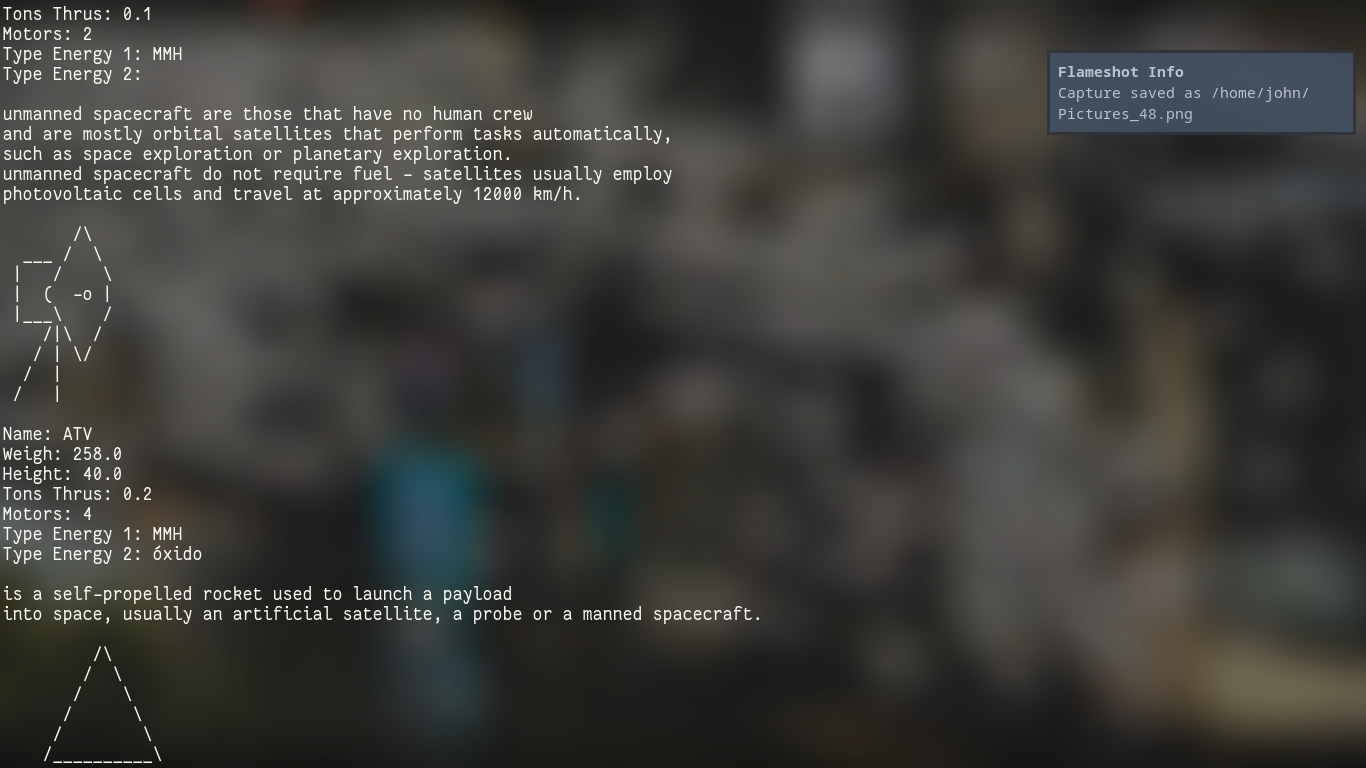 Tons Thrus: 0.1
Motors: 2
Type Energy 1: MMH
Type Energy 2:
unmanned spacecraft are those that have no human crew
and are mostly orbital satellites that perform tasks automatically,
such as space exploration or planetary exploration.
unmanned spacecraft do not require fuel – satellites usually employ
photovoltaic cells and travel at approximately 12000 km/h.
Name: ATV
Weigh: 258.0
Height: 40.0
Tons Thrus: 0.2
Motors: 4
Type Energy 1: MMH
Type Energy 2: óxido
is a self-propelled rocket used to launch a payload
into space, usually an artificial satellite, a probe or a manned spacecraft.
Flameshot Info
Capture saved as /home/john/
Pictures_48.png